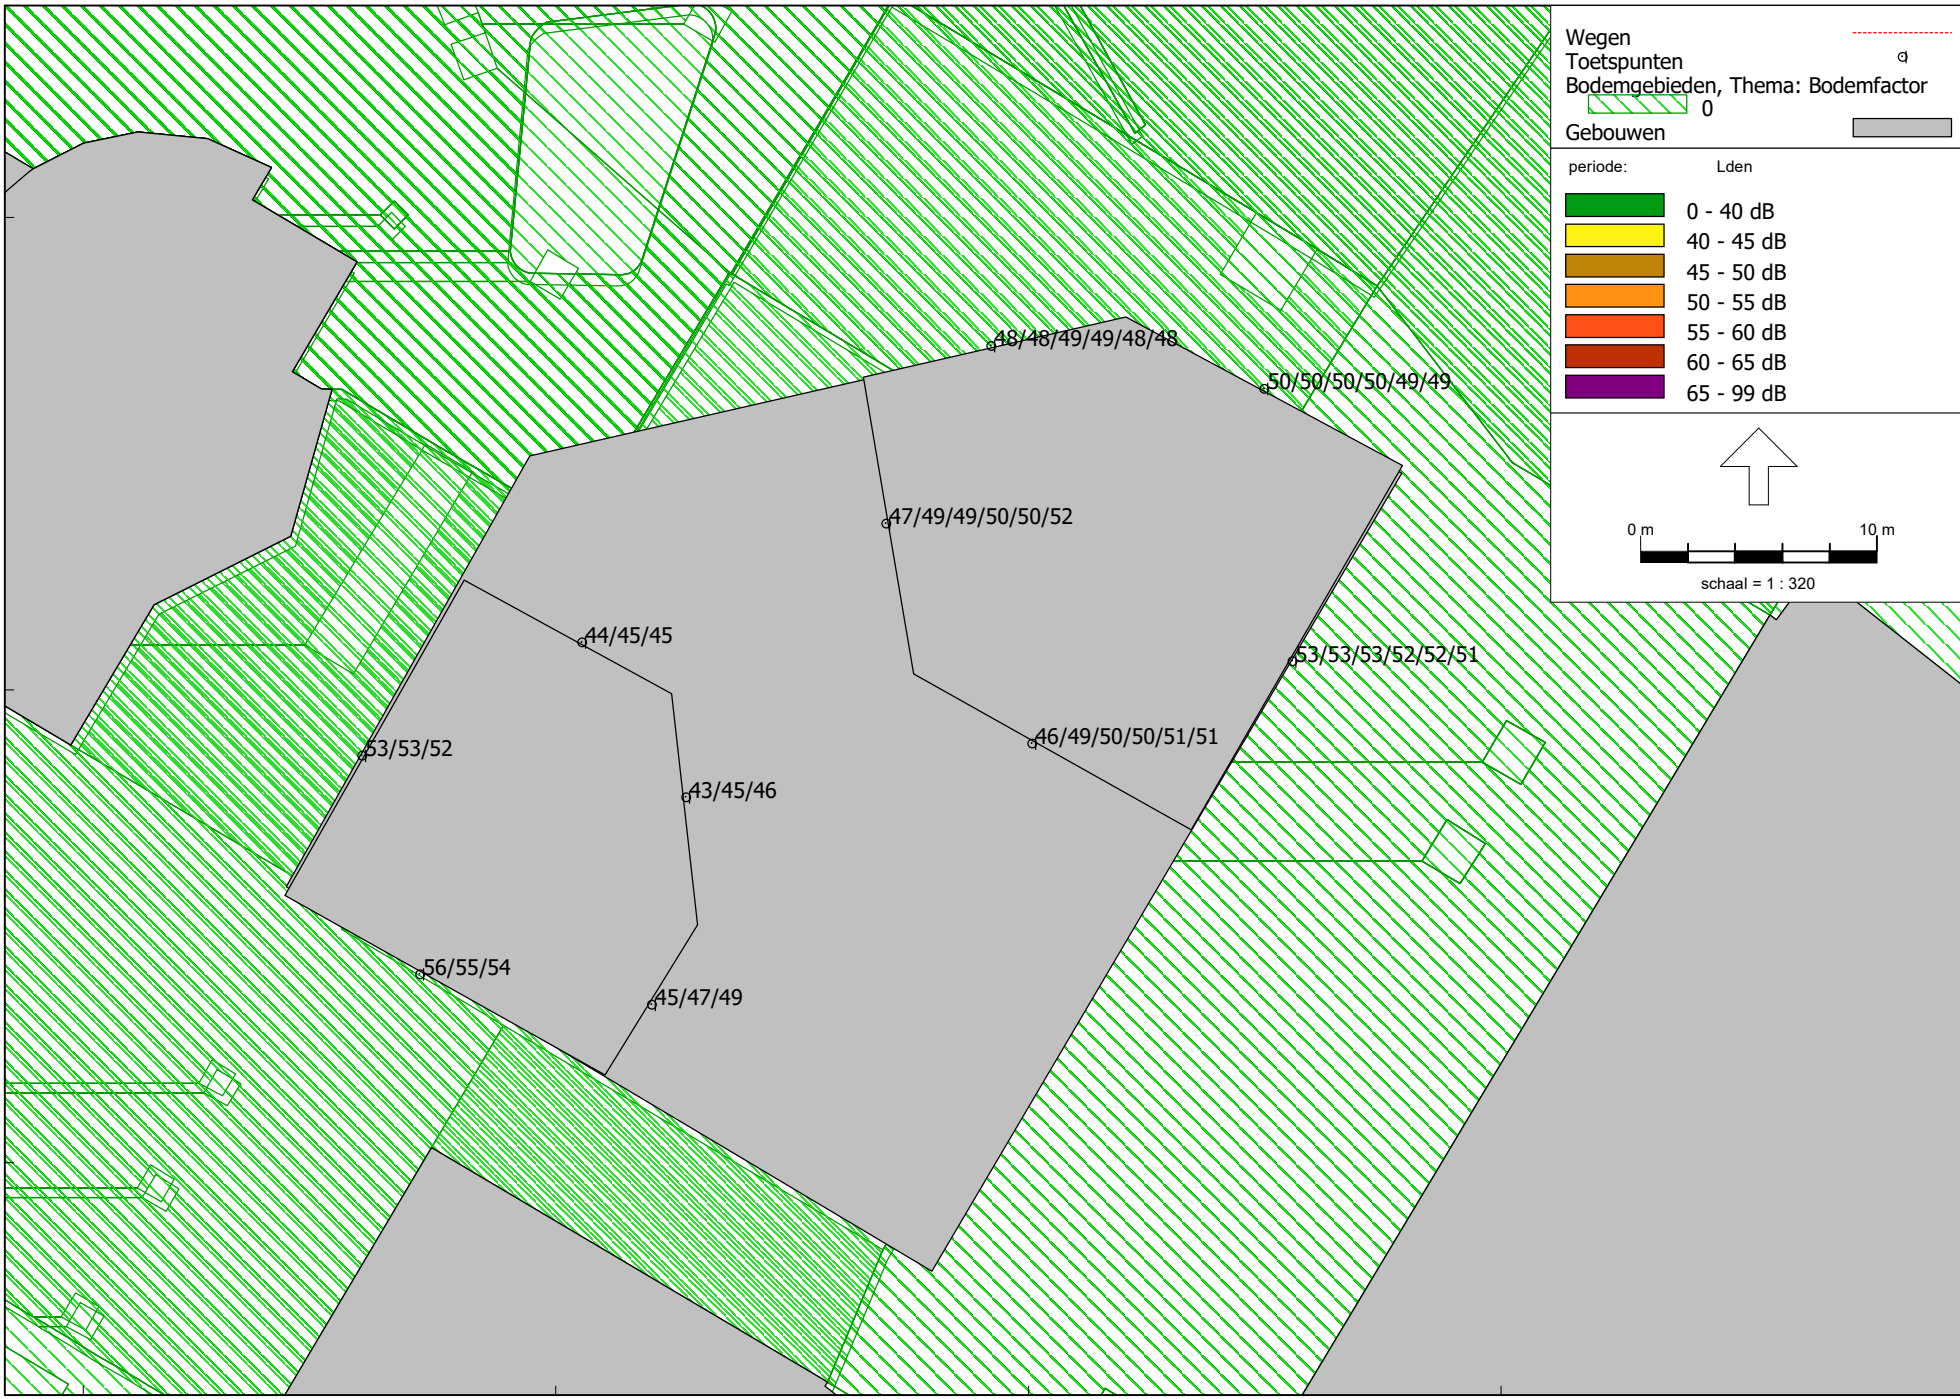 Wegen
Toetspunten
Bodemgebieden, Thema: Bodemfactor
0
Gebouwen
periode: Lden
0 - 40 dB
40 - 45 dB
45 - 50 dB
50 - 55 dB
55 - 60 dB
60 - 65 dB
65 - 99 dB
0 m 10 m
schaal = 1 : 320
48/48/49/49/48/48
50/50/50/50/49/49
47/49/49/50/50/52
44/45/45
53/53/53/52/52/51
46/49/50/50/51/51
53/53/52
43/45/46
56/55/54
45/47/49